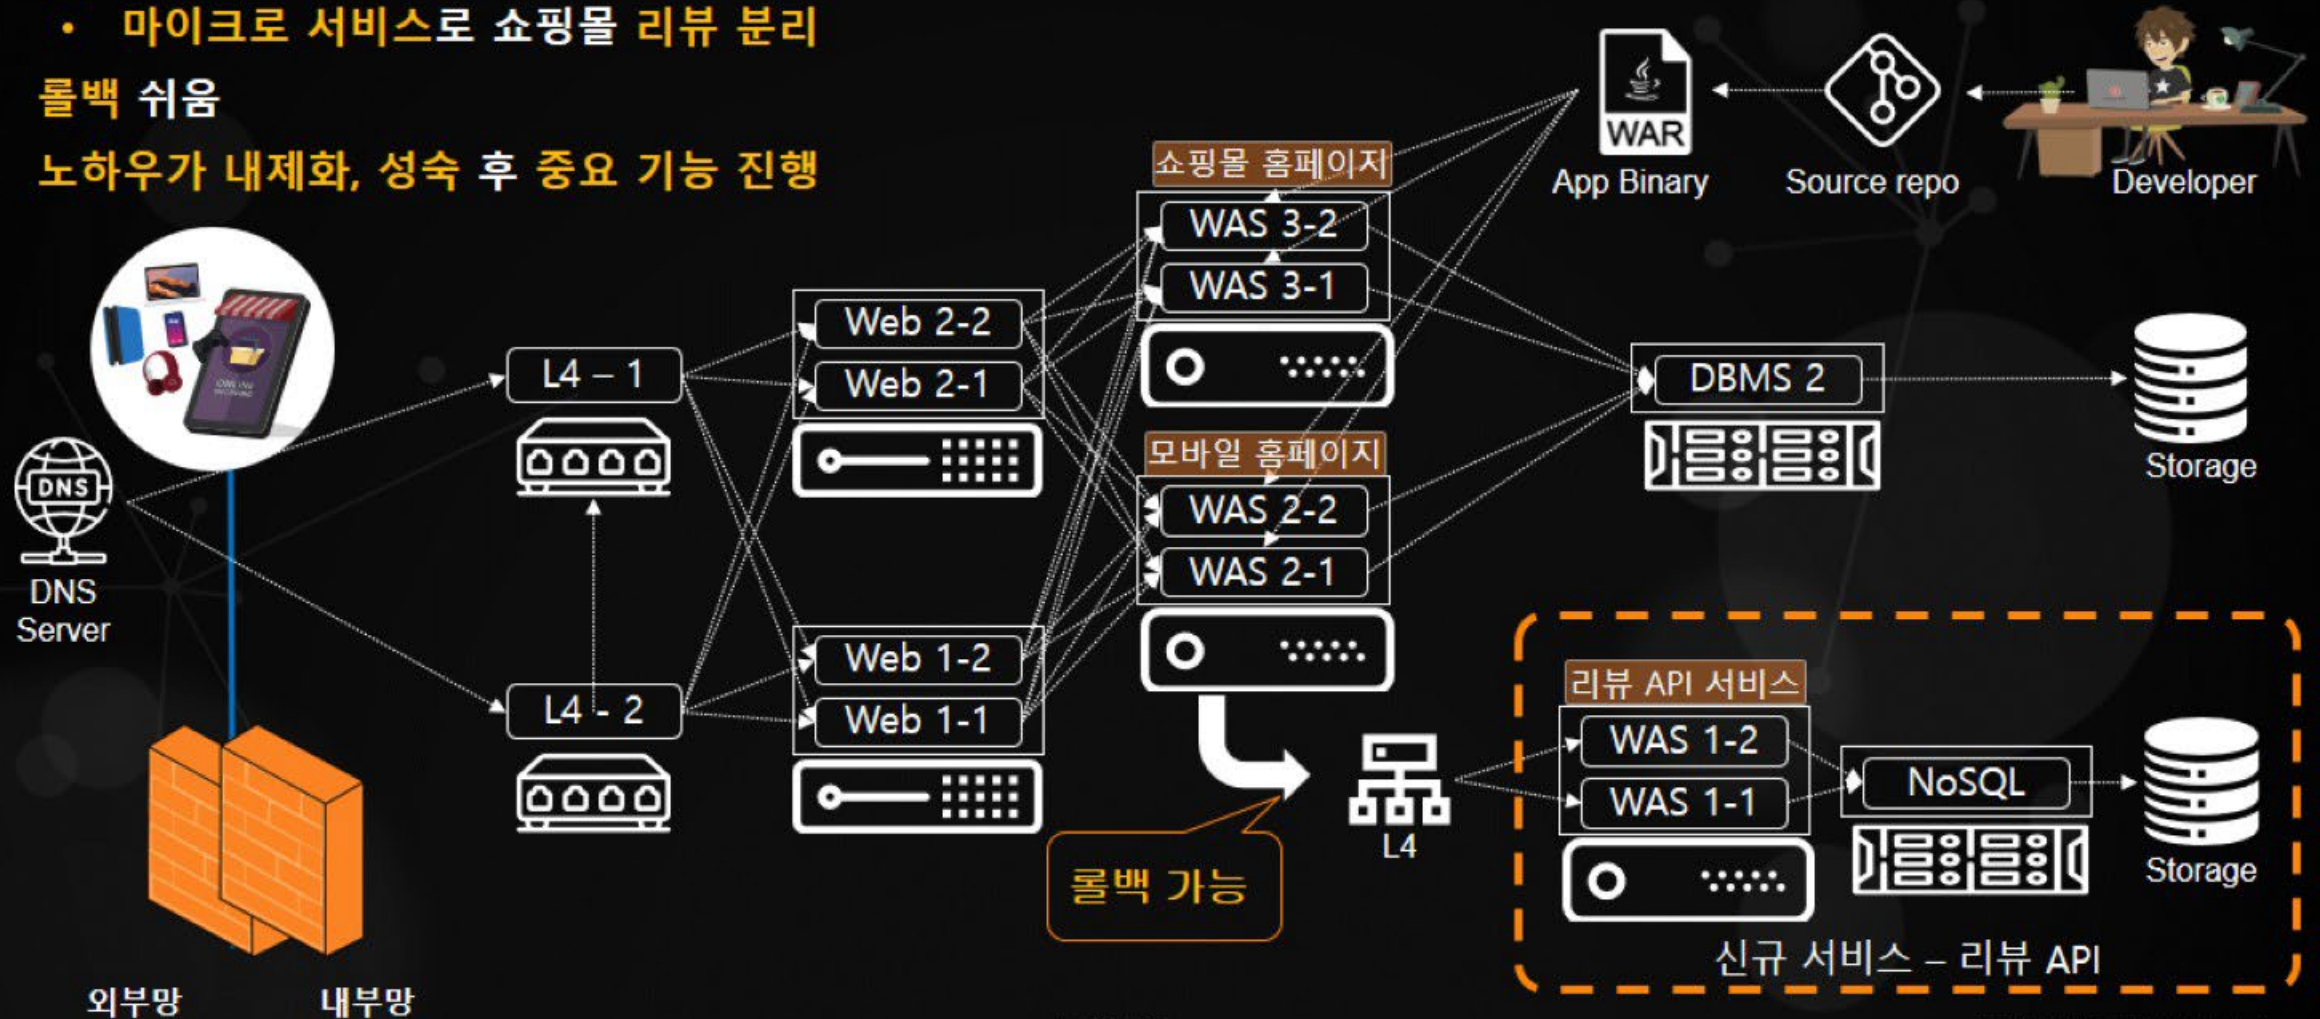 • 마이크로 서비스로 쇼핑몰 리뷰 분리
롤백 쉬움
노하우가 내제화, 성숙 후 중요 기능 진행
WAR
App Binary
Source repo
Developer
쇼핑몰 홈페이지
WAS 3-2
WAS 3-1
Web 2-2
Web 2-1
L4 – 1
DBMS 2
Storage
모바일 홈페이지
WAS 2-2
WAS 2-1
DNS
DNS
Server
Web 1-2
Web 1-1
L4 - 2
리뷰 API 서비스
WAS 1-2
WAS 1-1
NoSQL
Storage
L4
롤백 가능
신규 서비스 – 리뷰 API
외부망
내부망